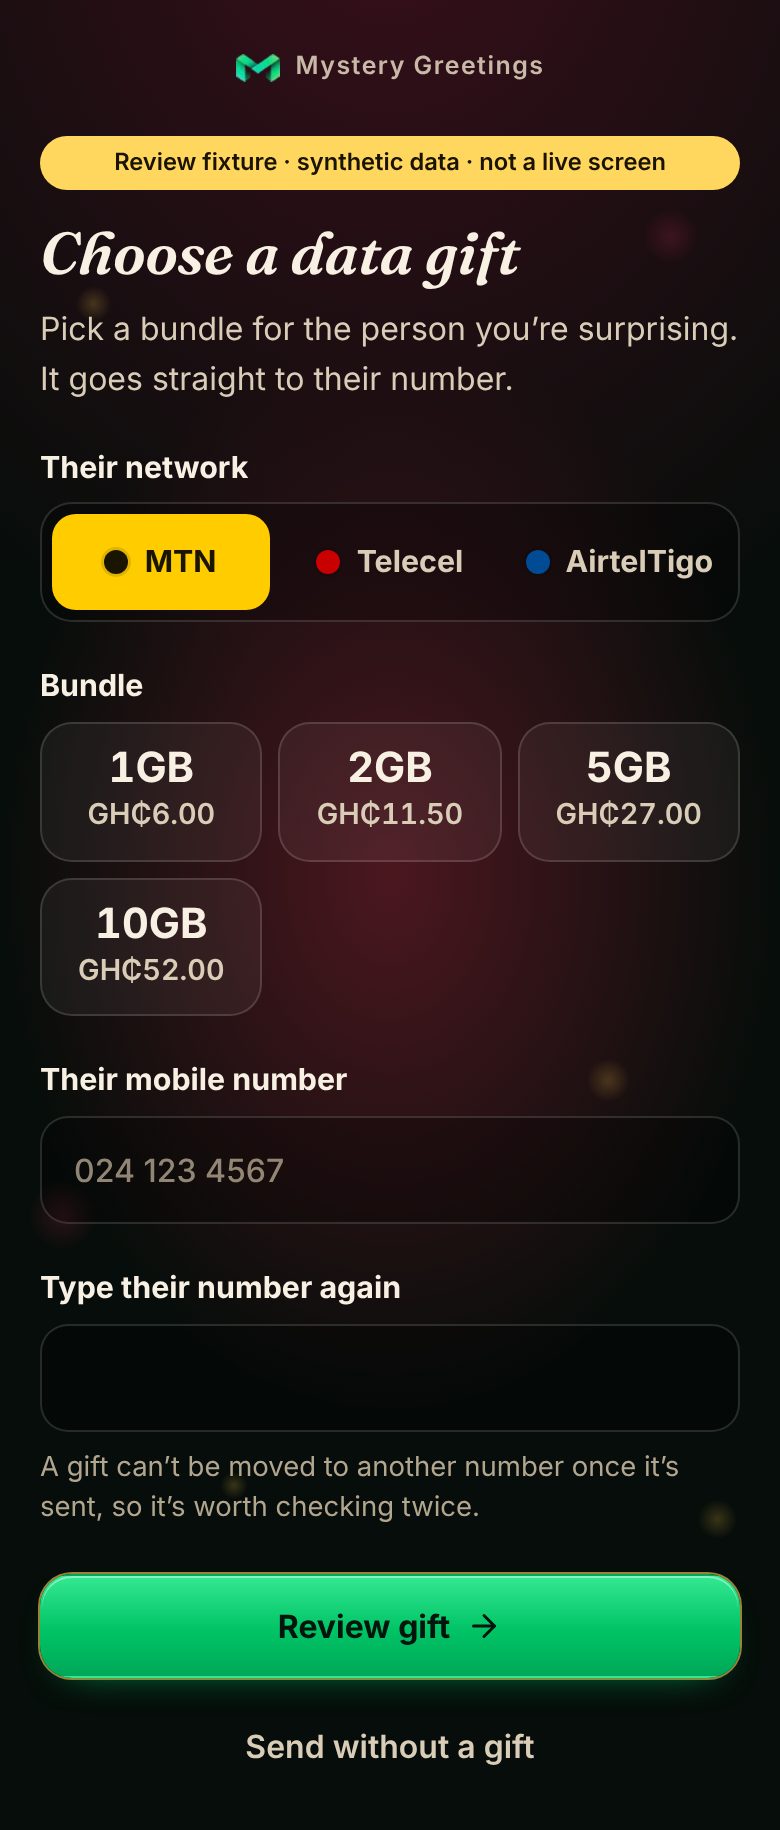 Mystery Greetings
Review fixture · synthetic data · not a live screen
Choose a data gift
Pick a bundle for the person you’re surprising.
It goes straight to their number.
Their network
MTN Telecel AirtelTigo
Bundle
1GB 2GB 5GB
GH₵6.00 GH₵11.50 GH₵27.00
10GB
GH₵52.00
Their mobile number
024 123 4567
Type their number again
A gift can’t be moved to another number once it’s
sent, so it’s worth checking twice.
Review gift →
Send without a gift